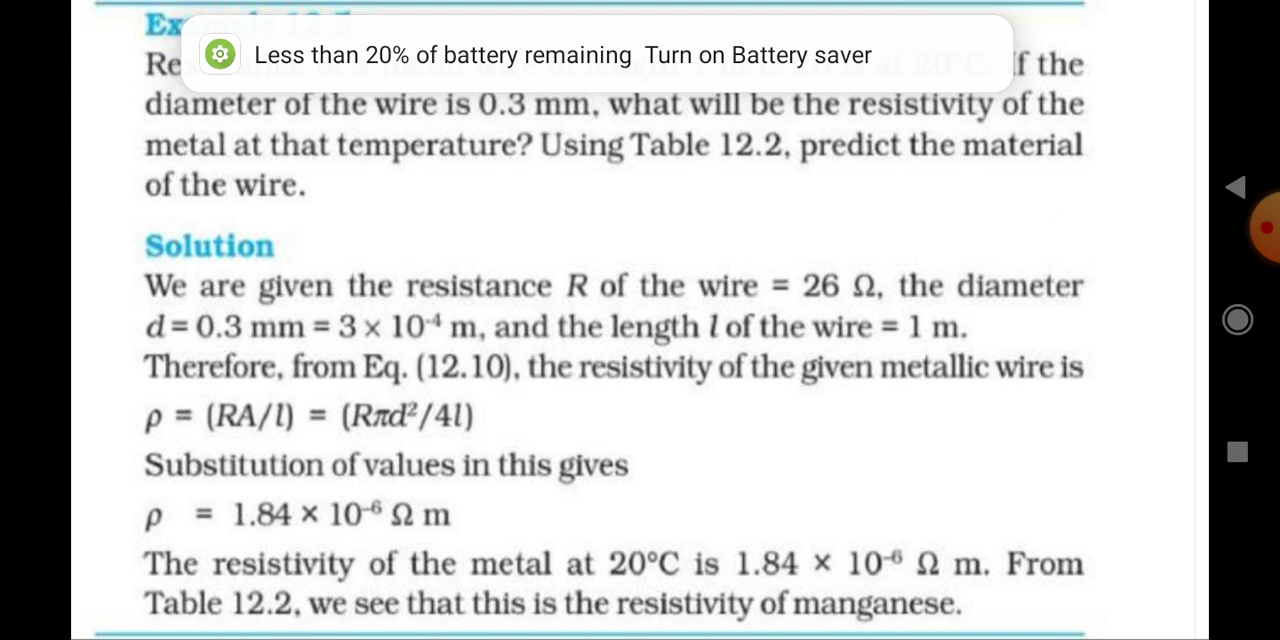 Ex
Less than 20% of battery remaining Turn on Battery saver
Re at 20°C. If the
diameter of the wire is 0.3 mm, what will be the resistivity of the
metal at that temperature? Using Table 12.2, predict the material
of the wire.
Solution
We are given the resistance R of the wire = 26 Ω, the diameter
d = 0.3 mm = 3 × 10⁻⁴ m, and the length l of the wire = 1 m.
Therefore, from Eq. (12.10), the resistivity of the given metallic wire is
ρ = (RA/l) = (Rπd²/4l)
Substitution of values in this gives
ρ = 1.84 × 10⁻⁶ Ω m
The resistivity of the metal at 20°C is 1.84 × 10⁻⁶ Ω m. From
Table 12.2, we see that this is the resistivity of manganese.